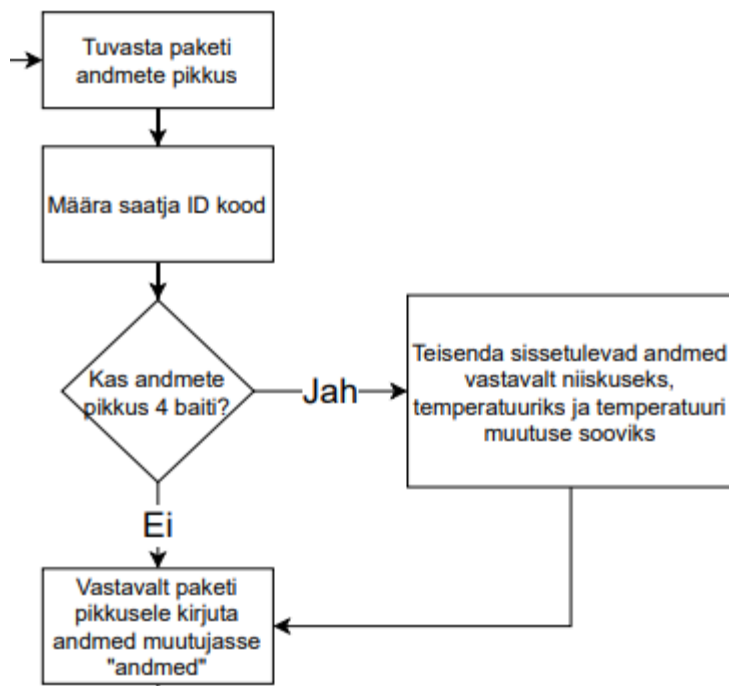 Tuvasta paketi
andmete pikkus
Määra saatja ID kood
Kas andmete
pikkus 4 baiti?
Jah
Teisenda sissetulevad andmed
vastavalt niiskuseks,
temperatuuriks ja temperatuuri
muutuse sooviks
Ei
Vastavalt paketi
pikkusele kirjuta
andmed muutujasse
"andmed"